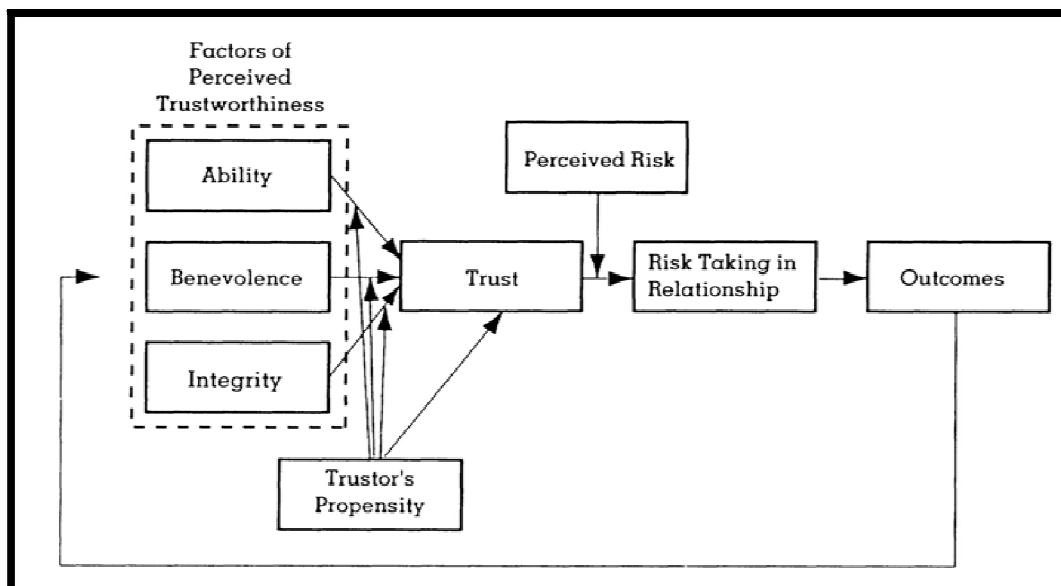 Factors of
Perceived
Trustworthiness
Ability
Benevolence
Integrity
Trustor's
Propensity
Trust
Perceived Risk
Risk Taking in
Relationship
Outcomes